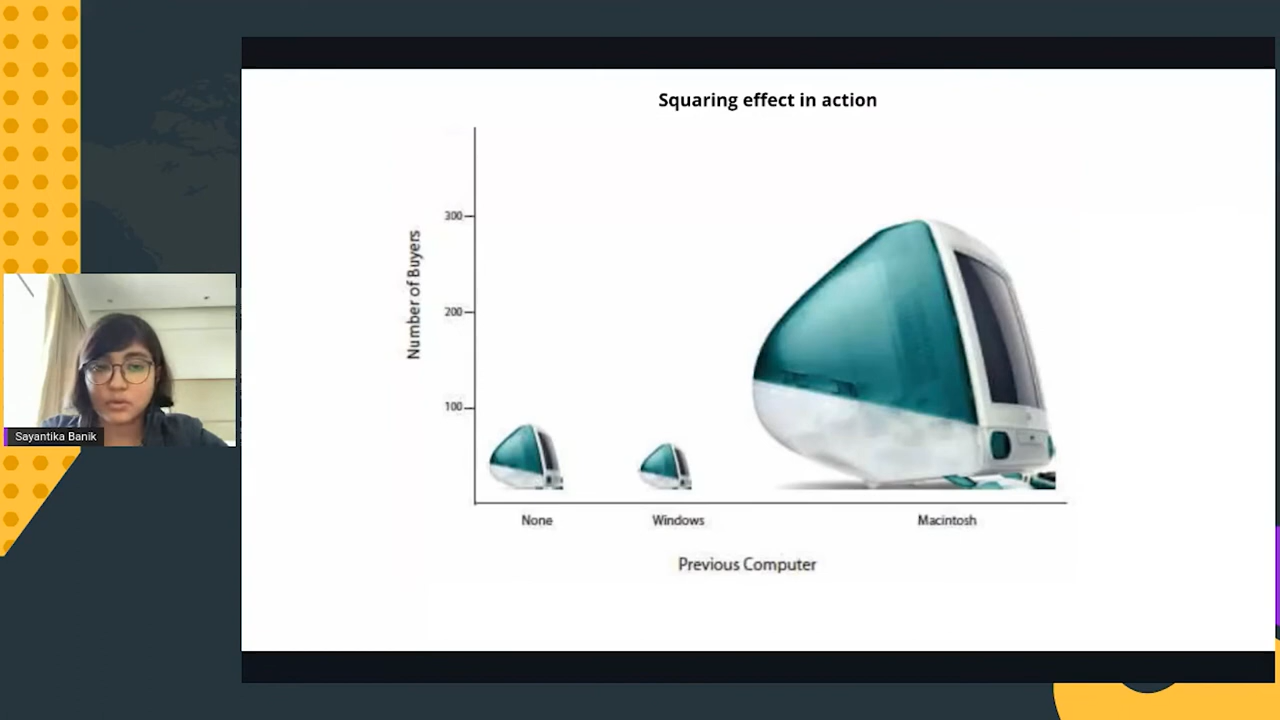 Squaring effect in action
Number of Buyers
300
200
100
None
Windows
Macintosh
Previous Computer
Sayantika Banik